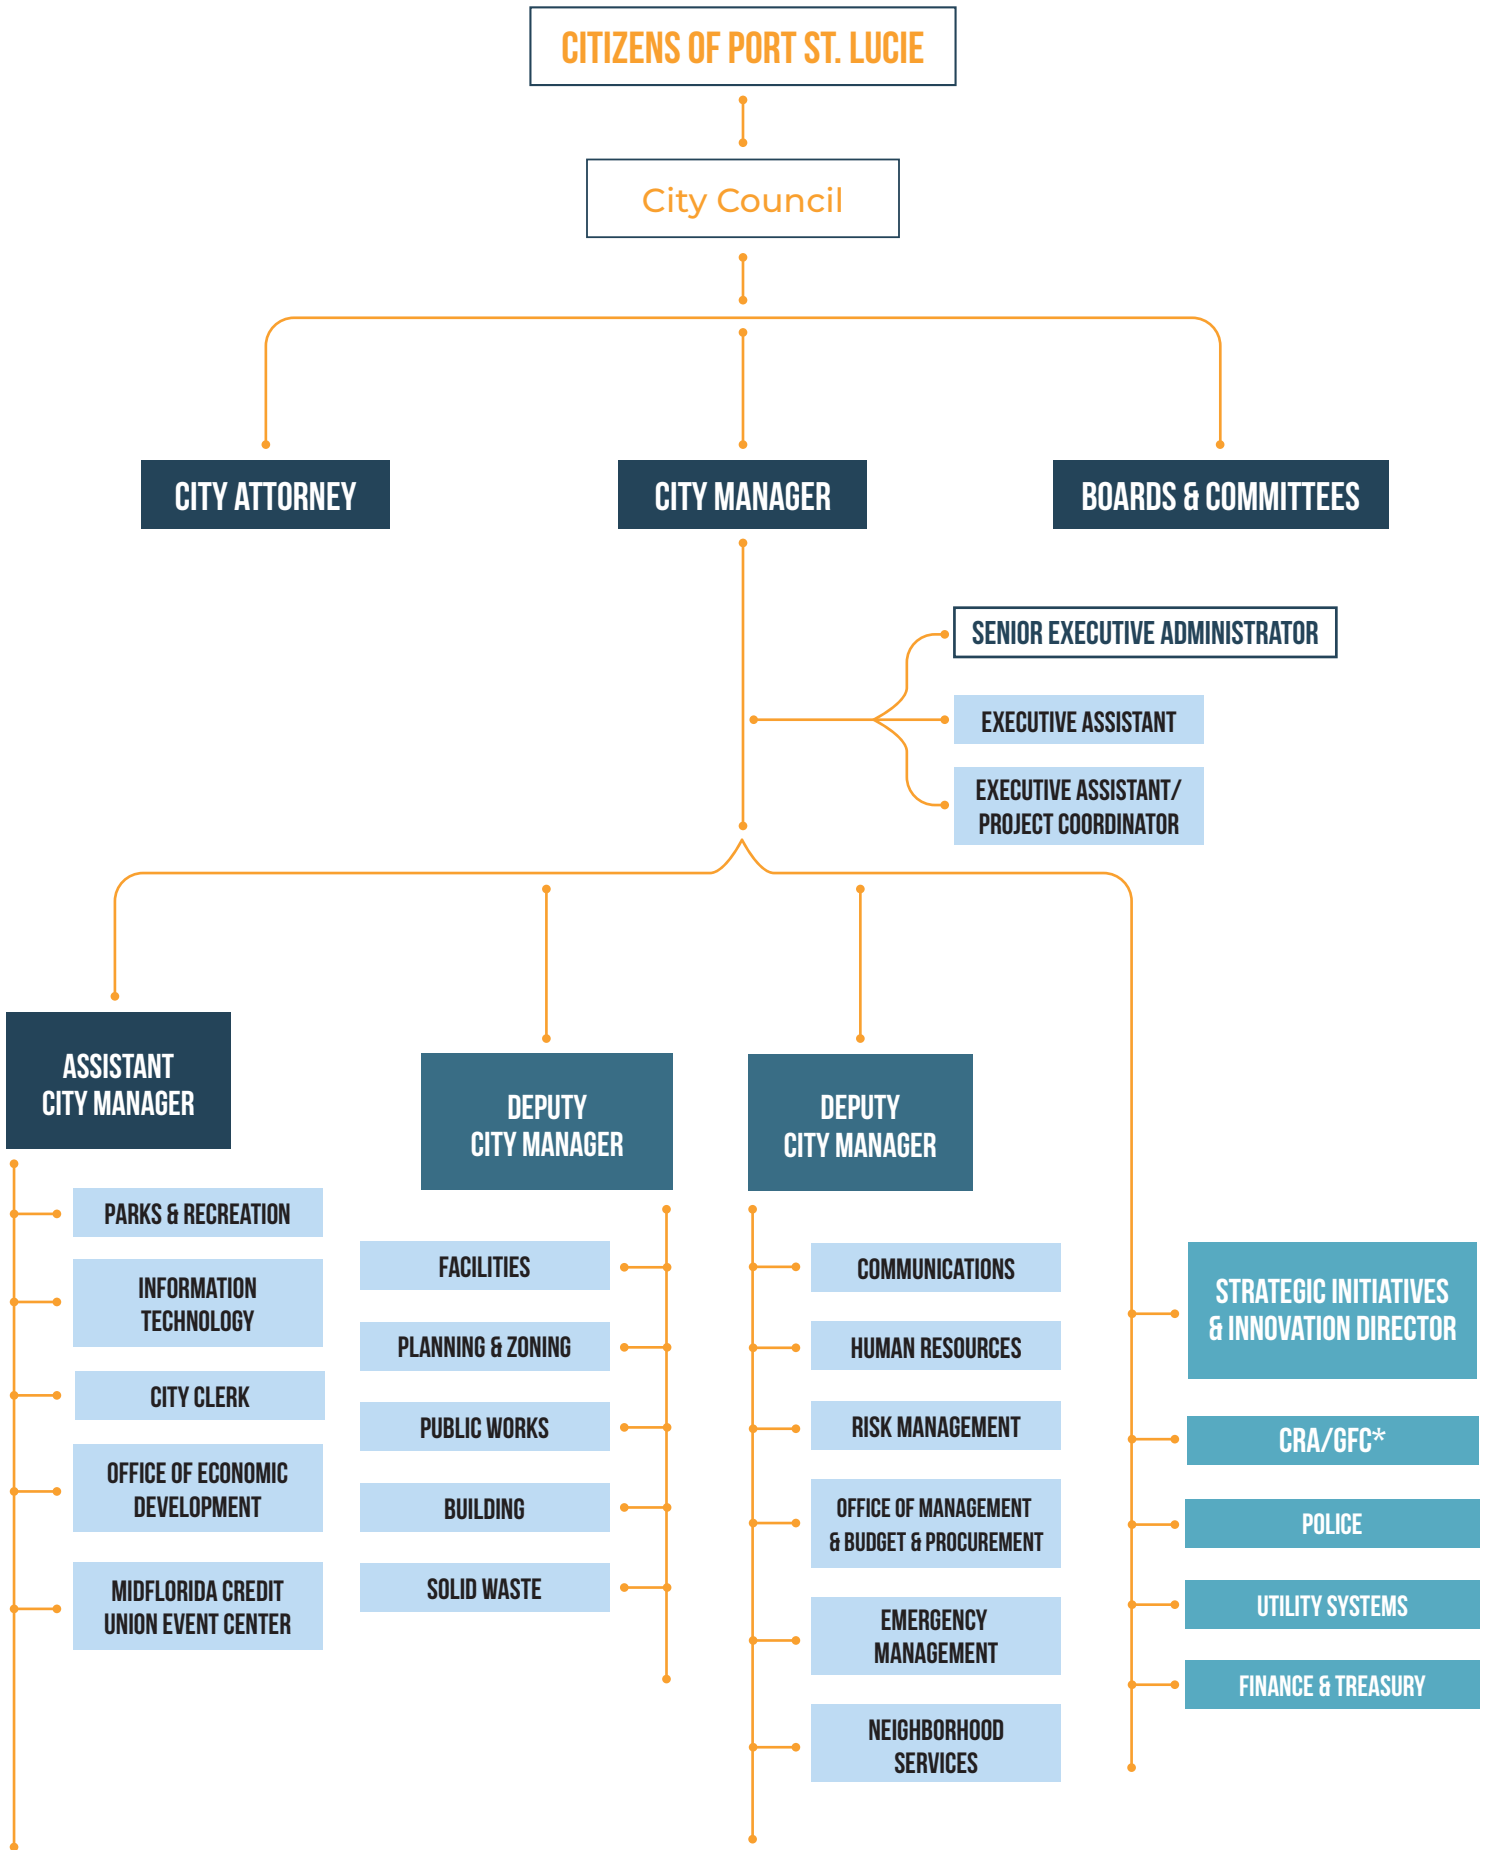 CITIZENS OF PORT ST. LUCIE
City Council
CITY ATTORNEY
CITY MANAGER
BOARDS & COMMITTEES
SENIOR EXECUTIVE ADMINISTRATOR
EXECUTIVE ASSISTANT
EXECUTIVE ASSISTANT/
PROJECT COORDINATOR
ASSISTANT
CITY MANAGER
PARKS & RECREATION
INFORMATION
TECHNOLOGY
CITY CLERK
OFFICE OF ECONOMIC
DEVELOPMENT
MIDFLORIDA CREDIT
UNION EVENT CENTER
DEPUTY
CITY MANAGER
FACILITIES
PLANNING & ZONING
PUBLIC WORKS
BUILDING
SOLID WASTE
DEPUTY
CITY MANAGER
COMMUNICATIONS
HUMAN RESOURCES
RISK MANAGEMENT
OFFICE OF MANAGEMENT
& BUDGET & PROCUREMENT
EMERGENCY
MANAGEMENT
NEIGHBORHOOD
SERVICES
STRATEGIC INITIATIVES
& INNOVATION DIRECTOR
CRA/GFC*
POLICE
UTILITY SYSTEMS
FINANCE & TREASURY